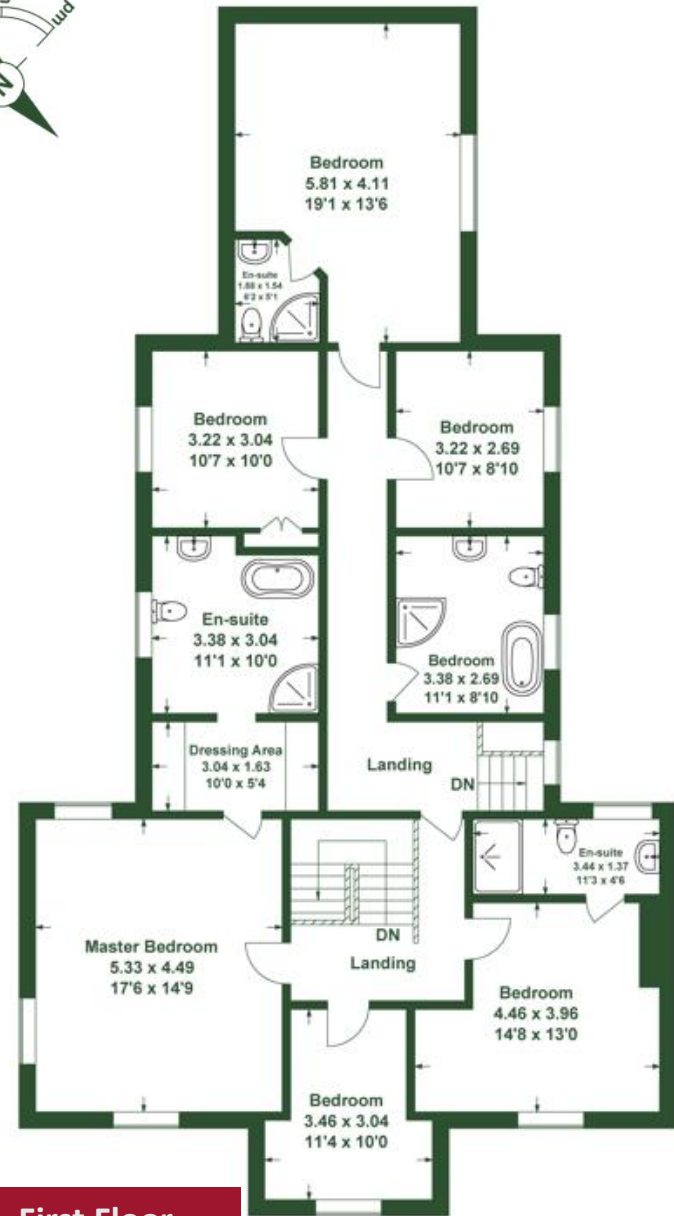 pm
N
Bedroom
5.81 x 4.11
19'1 x 13'6
En-suite
1.88 x 1.54
6'2 x 5'1
Bedroom
3.22 x 3.04
10'7 x 10'0
Bedroom
3.22 x 2.69
10'7 x 8'10
En-suite
3.38 x 3.04
11'1 x 10'0
Bedroom
3.38 x 2.69
11'1 x 8'10
Dressing Area
3.04 x 1.63
10'0 x 5'4
Landing
DN
En-suite
3.44 x 1.37
11'3 x 4'6
DN
Landing
Master Bedroom
5.33 x 4.49
17'6 x 14'9
Bedroom
4.46 x 3.96
14'8 x 13'0
Bedroom
3.46 x 3.04
11'4 x 10'0
First Floor